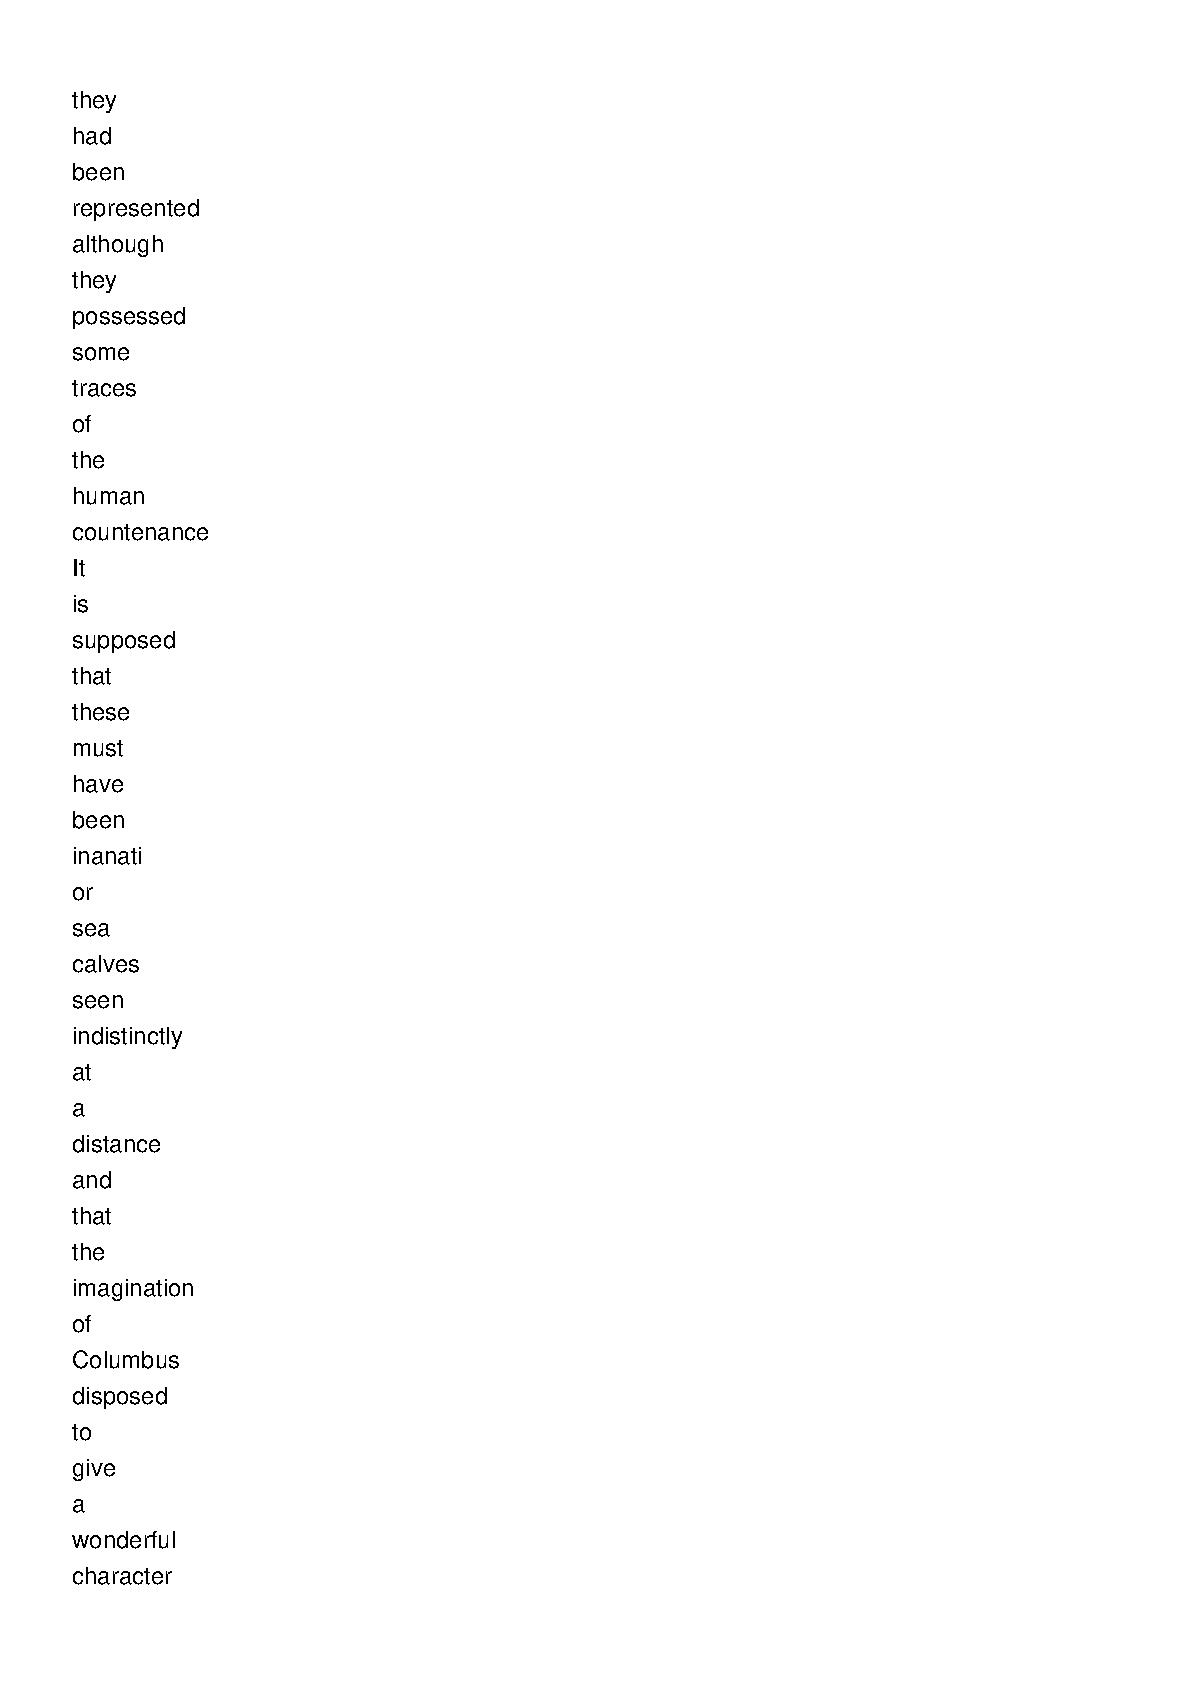 they
had
been
represented
although
they
possessed
some
traces
of
the
human
countenance
It
is
supposed
that
these
must
have
been
inanati
or
sea
calves
seen
indistinctly
at
a
distance
and
that
the
imagination
of
Columbus
disposed
to
give
a
wonderful
character